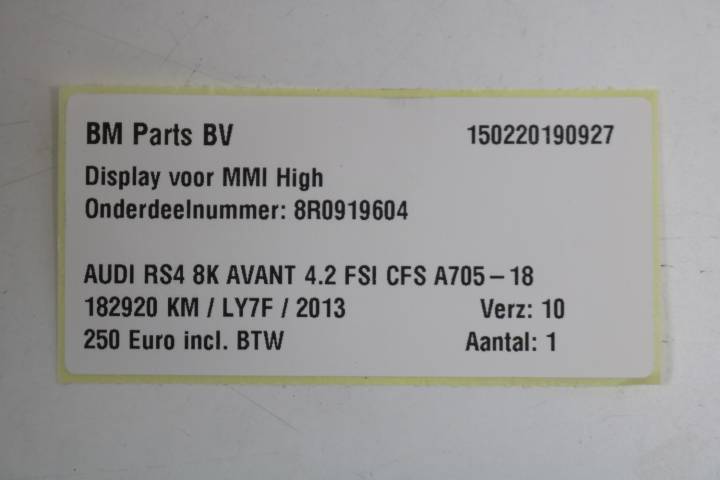 BM Parts BV 150220190927
Display voor MMI High
Onderdeelnummer: 8R0919604
AUDI RS4 8K AVANT 4.2 FSI CFS A705-18
182920 KM / LY7F / 2013 Verz: 10
250 Euro incl. BTW Aantal: 1